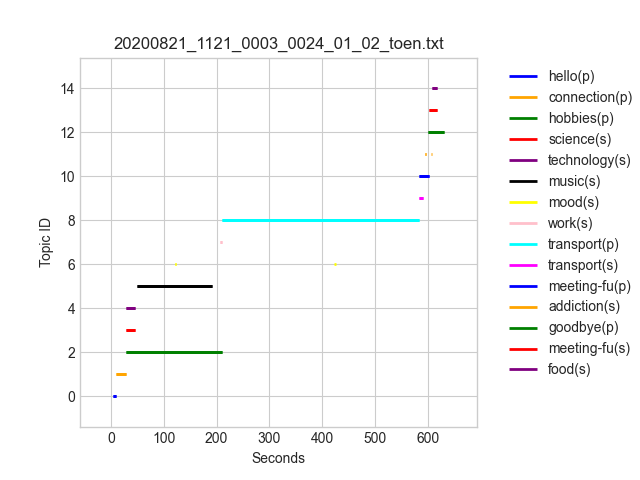 20200821_1121_0003_0024_01_02_toen.txt
14
12
10
8
6
4
2
0
Topic ID
0 100 200 300 400 500 600
Seconds
hello(p)
connection(p)
hobbies(p)
science(s)
technology(s)
music(s)
mood(s)
work(s)
transport(p)
transport(s)
meeting-fu(p)
addiction(s)
goodbye(p)
meeting-fu(s)
food(s)